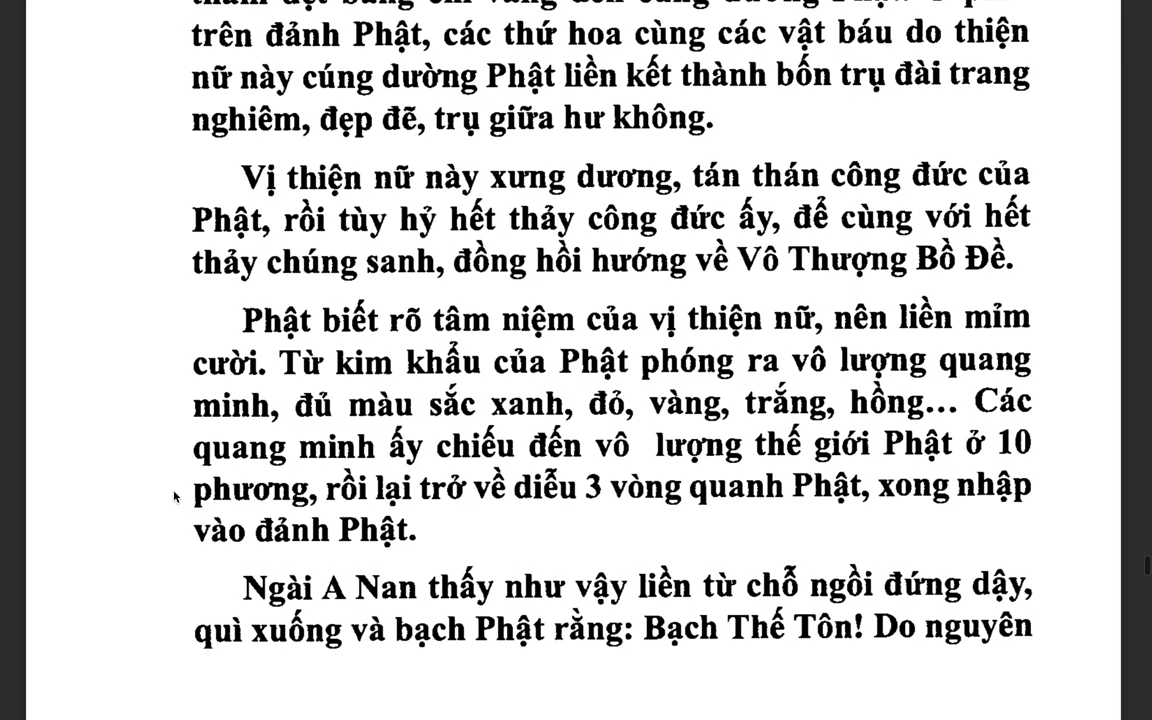 trên đảnh Phật, các thứ hoa cùng các vật báu do thiện
nữ này cúng dường Phật liền kết thành bốn trụ đài trang
nghiêm, đẹp đẽ, trụ giữa hư không.
Vị thiện nữ này xưng dương, tán thán công đức của
Phật, rồi tùy hỷ hết thảy công đức ấy, để cùng với hết
thảy chúng sanh, đồng hồi hướng về Vô Thượng Bồ Đề.
Phật biết rõ tâm niệm của vị thiện nữ, nên liền mỉm
cười. Từ kim khẩu của Phật phóng ra vô lượng quang
minh, đủ màu sắc xanh, đỏ, vàng, trắng, hồng... Các
quang minh ấy chiếu đến vô lượng thế giới Phật ở 10
phương, rồi lại trở về diễu 3 vòng quanh Phật, xong nhập
vào đảnh Phật.
Ngài A Nan thấy như vậy liền từ chỗ ngồi đứng dậy,
quì xuống và bạch Phật rằng: Bạch Thế Tôn! Do nguyên